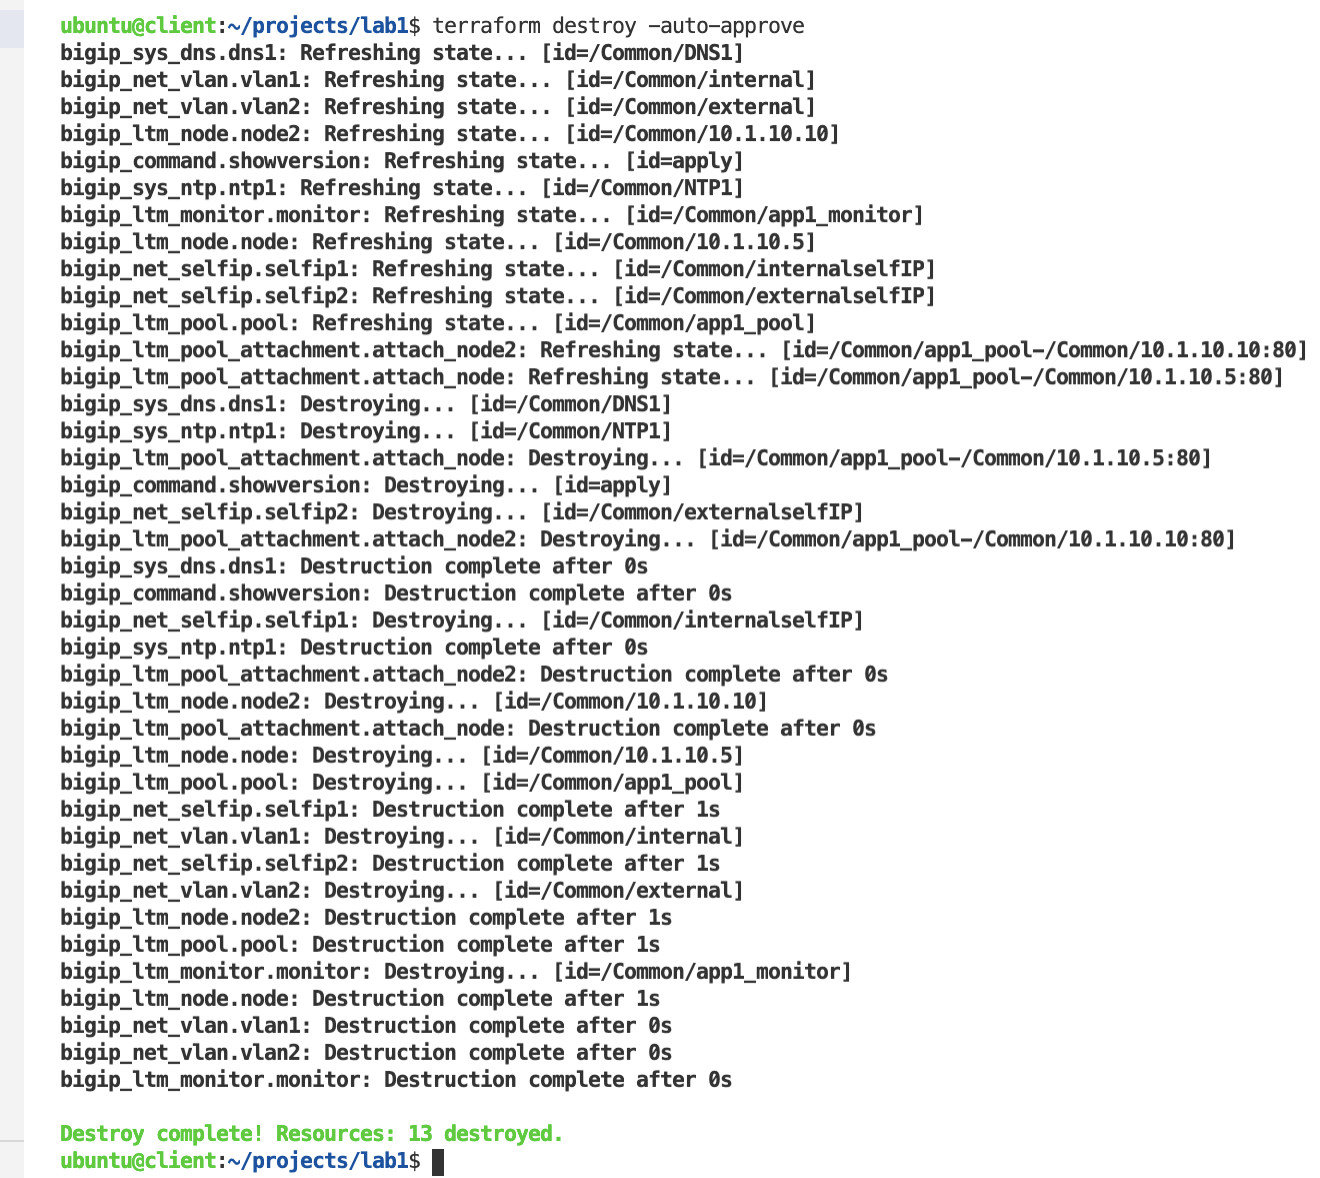 ubuntu@client:~/projects/lab1$ terraform destroy -auto-approve
bigip_sys_dns.dns1: Refreshing state... [id=/Common/DNS1]
bigip_net_vlan.vlan1: Refreshing state... [id=/Common/internal]
bigip_net_vlan.vlan2: Refreshing state... [id=/Common/external]
bigip_ltm_node.node2: Refreshing state... [id=/Common/10.1.10.10]
bigip_command.showversion: Refreshing state... [id=apply]
bigip_sys_ntp.ntp1: Refreshing state... [id=/Common/NTP1]
bigip_ltm_monitor.monitor: Refreshing state... [id=/Common/app1_monitor]
bigip_ltm_node.node: Refreshing state... [id=/Common/10.1.10.5]
bigip_net_selfip.selfip1: Refreshing state... [id=/Common/internalselfIP]
bigip_net_selfip.selfip2: Refreshing state... [id=/Common/externalselfIP]
bigip_ltm_pool.pool: Refreshing state... [id=/Common/app1_pool]
bigip_ltm_pool_attachment.attach_node2: Refreshing state... [id=/Common/app1_pool-/Common/10.1.10.10:80]
bigip_ltm_pool_attachment.attach_node: Refreshing state... [id=/Common/app1_pool-/Common/10.1.10.5:80]
bigip_sys_dns.dns1: Destroying... [id=/Common/DNS1]
bigip_sys_ntp.ntp1: Destroying... [id=/Common/NTP1]
bigip_ltm_pool_attachment.attach_node: Destroying... [id=/Common/app1_pool-/Common/10.1.10.5:80]
bigip_command.showversion: Destroying... [id=apply]
bigip_net_selfip.selfip2: Destroying... [id=/Common/externalselfIP]
bigip_ltm_pool_attachment.attach_node2: Destroying... [id=/Common/app1_pool-/Common/10.1.10.10:80]
bigip_sys_dns.dns1: Destruction complete after 0s
bigip_command.showversion: Destruction complete after 0s
bigip_net_selfip.selfip1: Destroying... [id=/Common/internalselfIP]
bigip_sys_ntp.ntp1: Destruction complete after 0s
bigip_ltm_pool_attachment.attach_node2: Destruction complete after 0s
bigip_ltm_node.node2: Destroying... [id=/Common/10.1.10.10]
bigip_ltm_pool_attachment.attach_node: Destruction complete after 0s
bigip_ltm_node.node: Destroying... [id=/Common/10.1.10.5]
bigip_ltm_pool.pool: Destroying... [id=/Common/app1_pool]
bigip_net_selfip.selfip1: Destruction complete after 1s
bigip_net_vlan.vlan1: Destroying... [id=/Common/internal]
bigip_net_selfip.selfip2: Destruction complete after 1s
bigip_net_vlan.vlan2: Destroying... [id=/Common/external]
bigip_ltm_node.node2: Destruction complete after 1s
bigip_ltm_pool.pool: Destruction complete after 1s
bigip_ltm_monitor.monitor: Destroying... [id=/Common/app1_monitor]
bigip_ltm_node.node: Destruction complete after 1s
bigip_net_vlan.vlan1: Destruction complete after 0s
bigip_net_vlan.vlan2: Destruction complete after 0s
bigip_ltm_monitor.monitor: Destruction complete after 0s
Destroy complete! Resources: 13 destroyed.
ubuntu@client:~/projects/lab1$